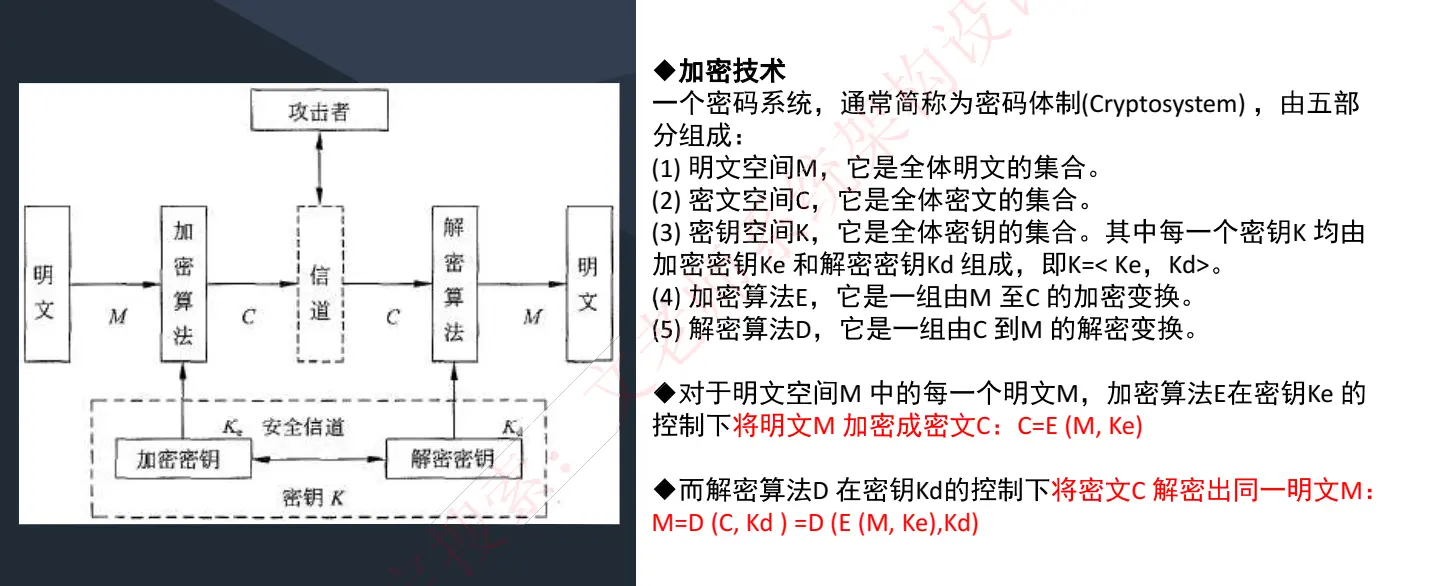 攻击者
明文
加密算法
信道
解密算法
明文
M
C
C
M
Ke 安全信道 Kd
加密密钥
解密密钥
密钥 K
◆加密技术
一个密码系统，通常简称为密码体制(Cryptosystem) ，由五部
分组成：
(1) 明文空间M，它是全体明文的集合。
(2) 密文空间C，它是全体密文的集合。
(3) 密钥空间K，它是全体密钥的集合。其中每一个密钥K 均由
加密密钥Ke 和解密密钥Kd 组成，即K=< Ke，Kd>。
(4) 加密算法E，它是一组由M 至C 的加密变换。
(5) 解密算法D，它是一组由C 到M 的解密变换。
◆对于明文空间M 中的每一个明文M，加密算法E在密钥Ke 的
控制下将明文M 加密成密文C：C=E (M, Ke)
◆而解密算法D 在密钥Kd的控制下将密文C 解密出同一明文M：
M=D (C, Kd ) =D (E (M, Ke),Kd)